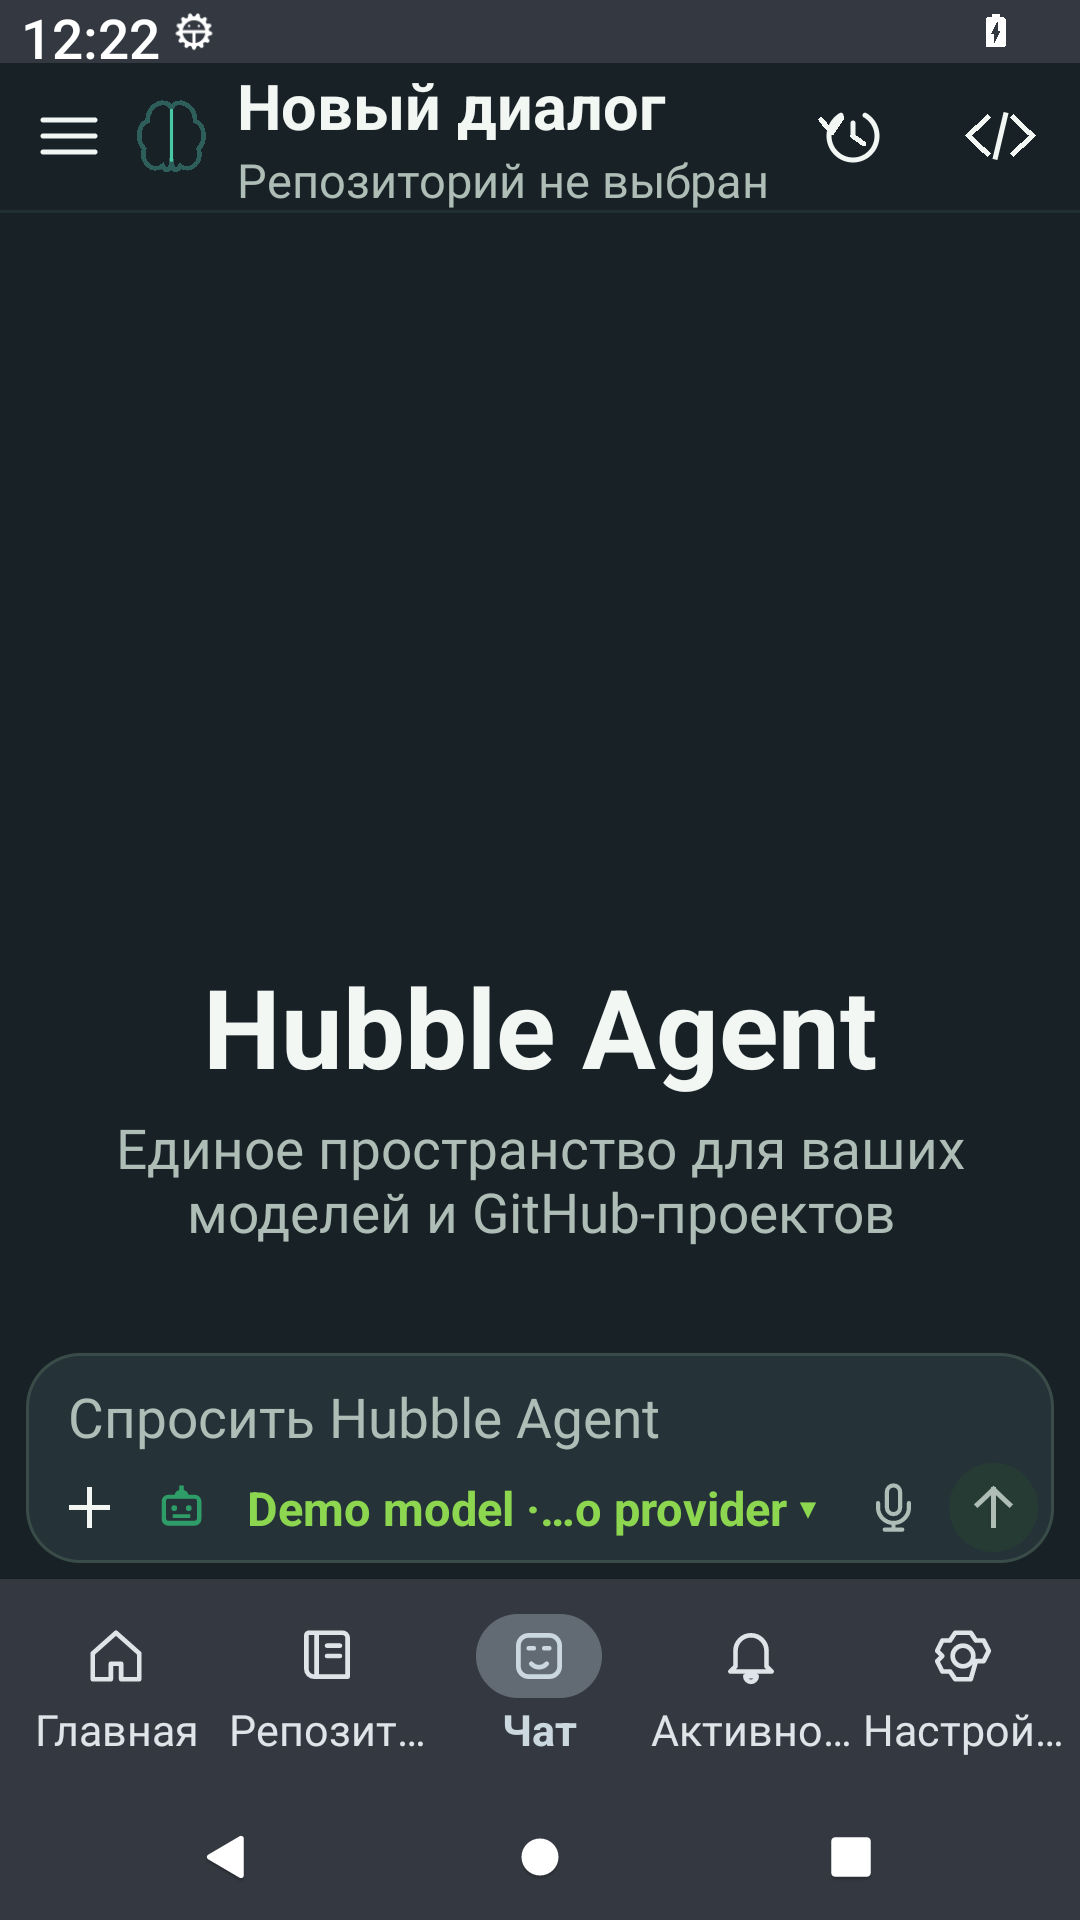 12:22
Новый диалог
Репозиторий не выбран
Hubble Agent
Единое пространство для ваших
моделей и GitHub-проектов
Спросить Hubble Agent
Demo model ·…o provider ▾
Главная
Репозит…
Чат
Активно…
Настрой…